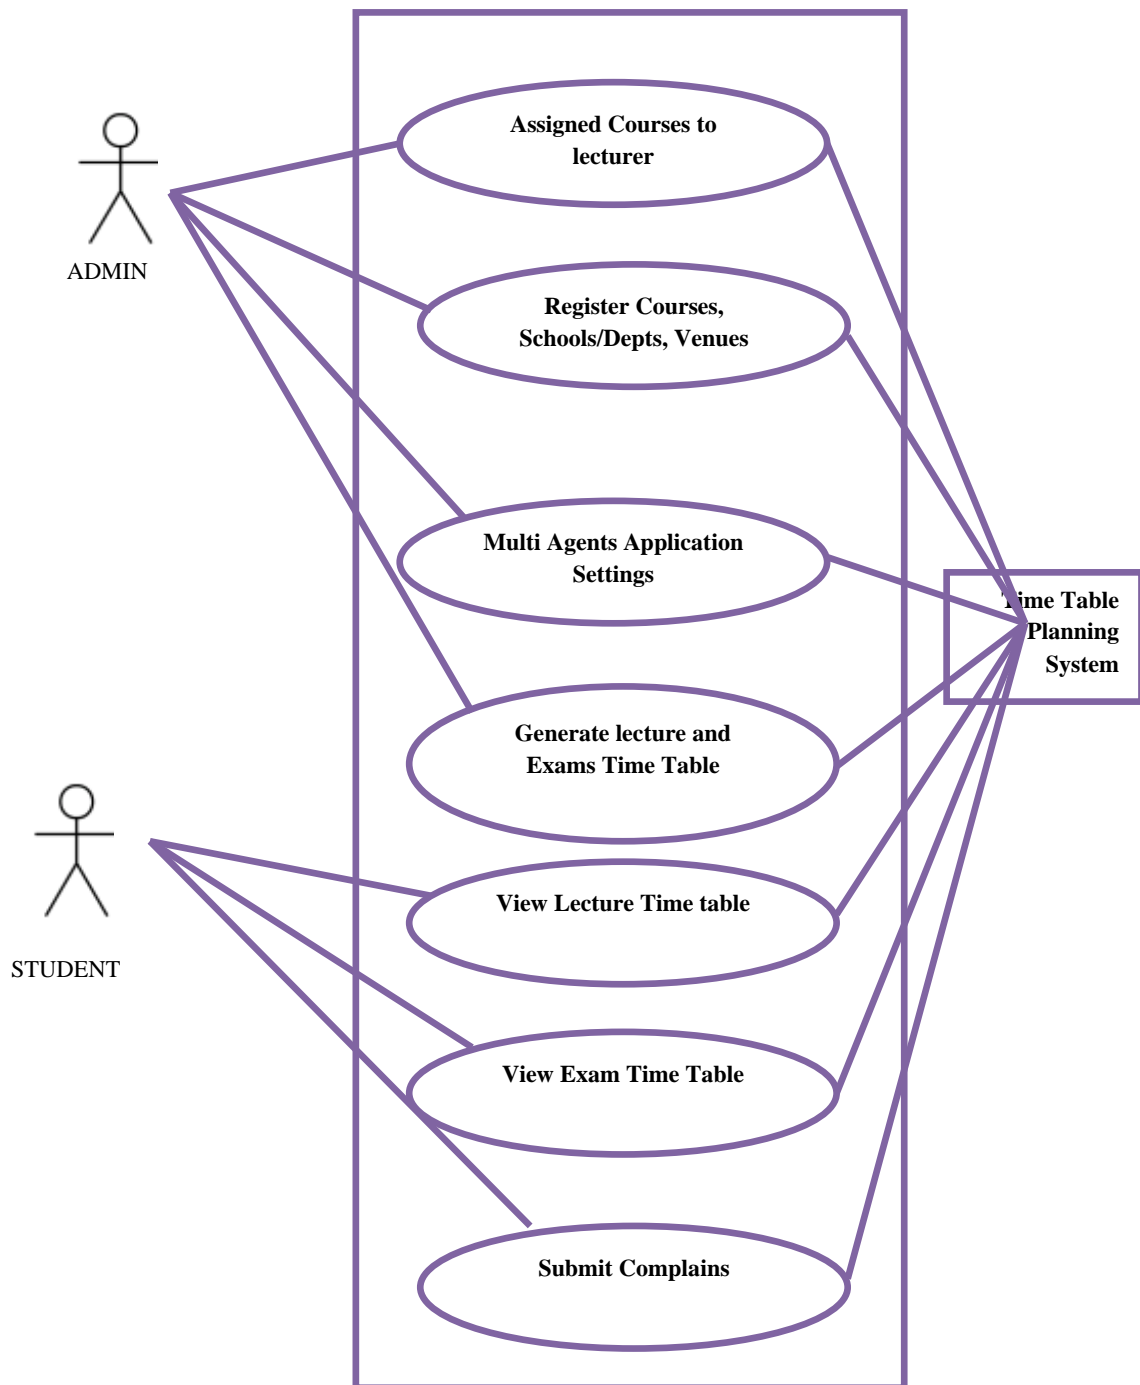 Assigned Courses to
lecturer
ADMIN
Register Courses,
Schools/Depts, Venues
Multi Agents Application
Settings
Time Table
Planning
System
Generate lecture and
Exams Time Table
View Lecture Time table
STUDENT
View Exam Time Table
Submit Complains